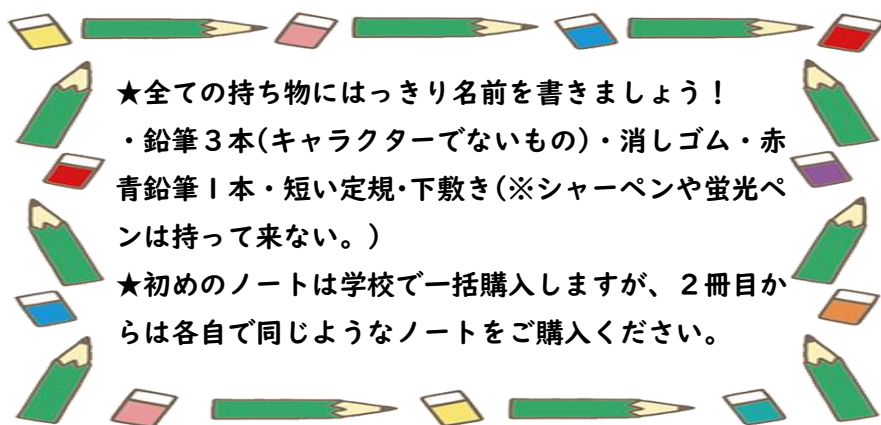 ★全ての持ち物にはっきり名前を書きましょう！
・鉛筆３本(キャラクターでないもの)・消しゴム・赤
青鉛筆１本・短い定規・下敷き(※シャーペンや蛍光ペ
ンは持って来ない。)
★初めのノートは学校で一括購入しますが、２冊目か
らは各自で同じようなノートをご購入ください。